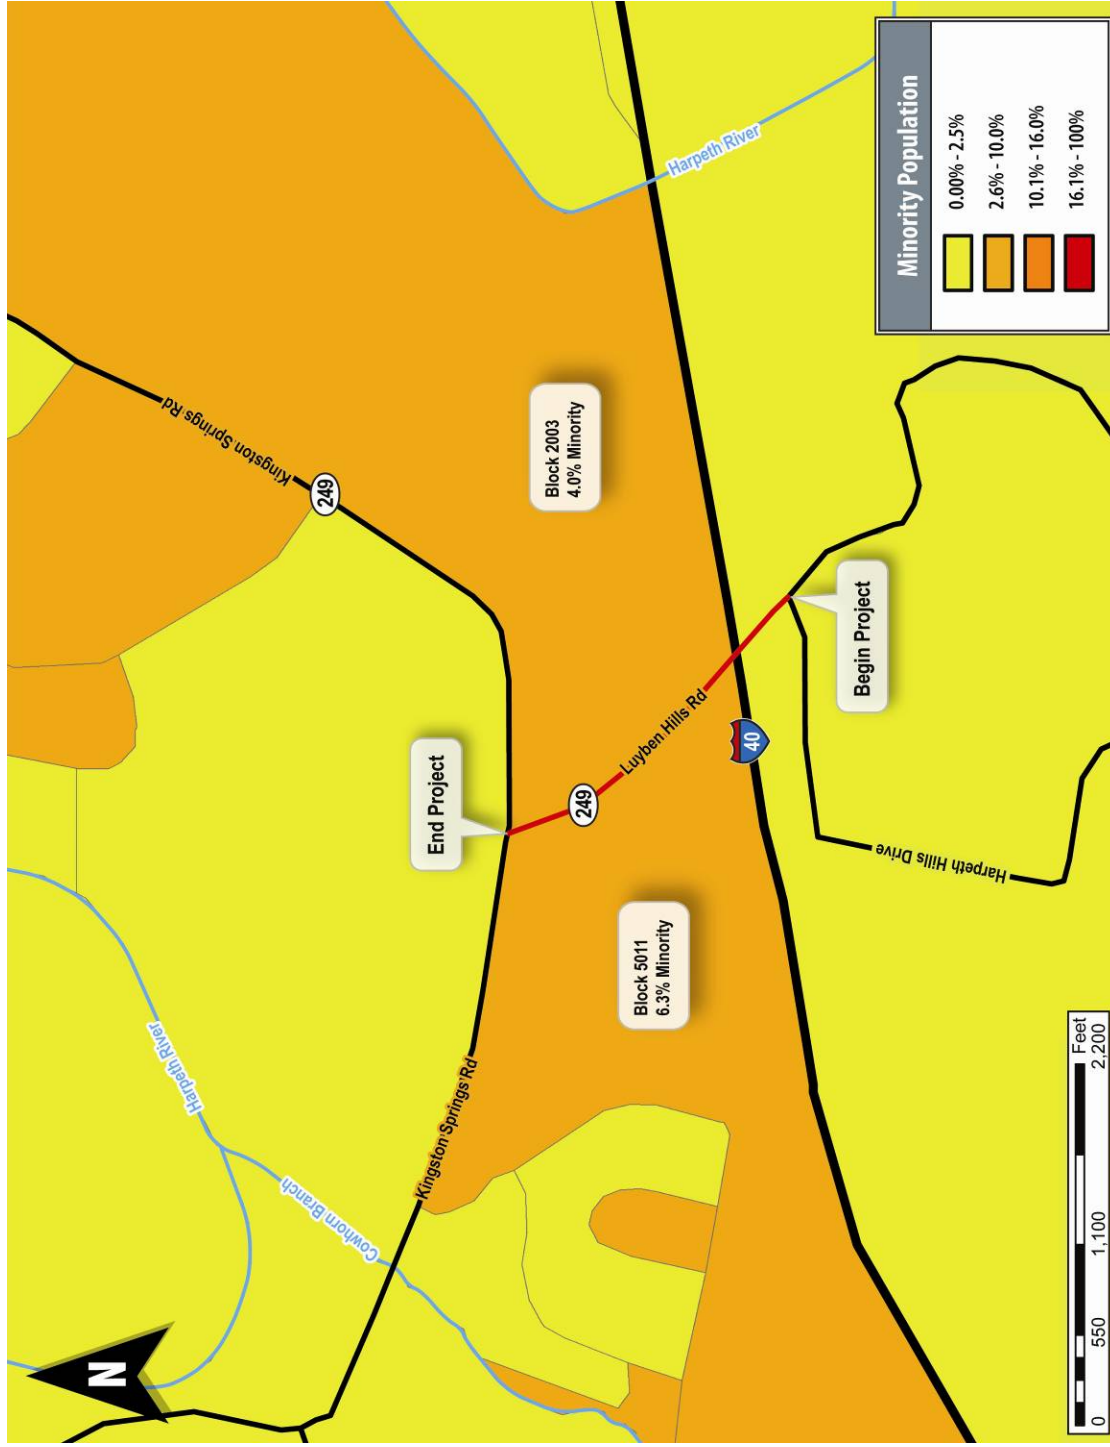 N
Harpeth River
Cowhorn Branch
Kingston Springs Rd
End Project
249
Kingston Springs Rd
249
Luyben Hills Rd
Block 5011
6.3% Minority
Block 2003
4.0% Minority
40
Begin Project
Harpeth Hills Drive
Harpeth River
Feet
0 550 1,100 2,200
Minority Population
0.00% - 2.5%
2.6% - 10.0%
10.1% - 16.0%
16.1% - 100%